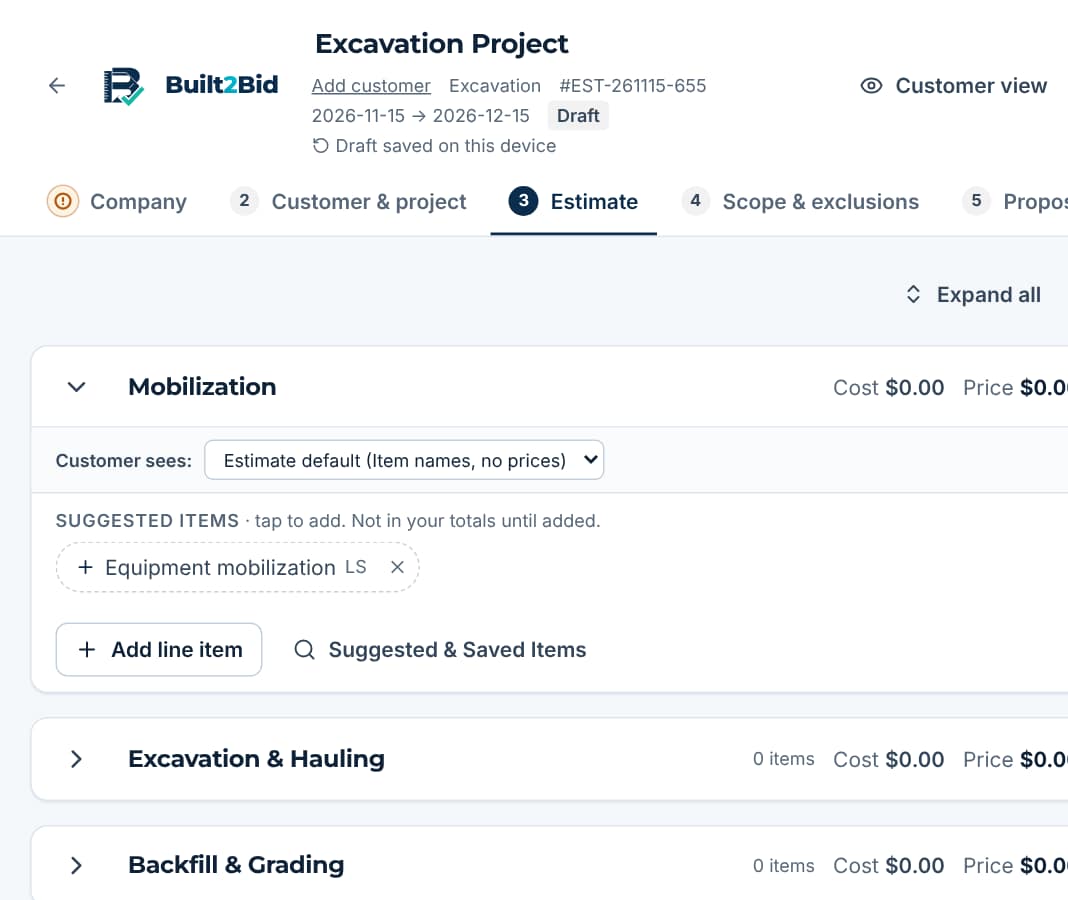 Excavation Project
Built2Bid
Add customer Excavation #EST-261115-655
Customer view
2026-11-15 → 2026-12-15 Draft
Draft saved on this device
Company 2 Customer & project 3 Estimate 4 Scope & exclusions 5 Propos
Expand all
Mobilization Cost $0.00 Price $0.0
Customer sees: Estimate default (Item names, no prices)
SUGGESTED ITEMS · tap to add. Not in your totals until added.
+ Equipment mobilization LS ×
+ Add line item Suggested & Saved Items
Excavation & Hauling 0 items Cost $0.00 Price $0.0
Backfill & Grading 0 items Cost $0.00 Price $0.0